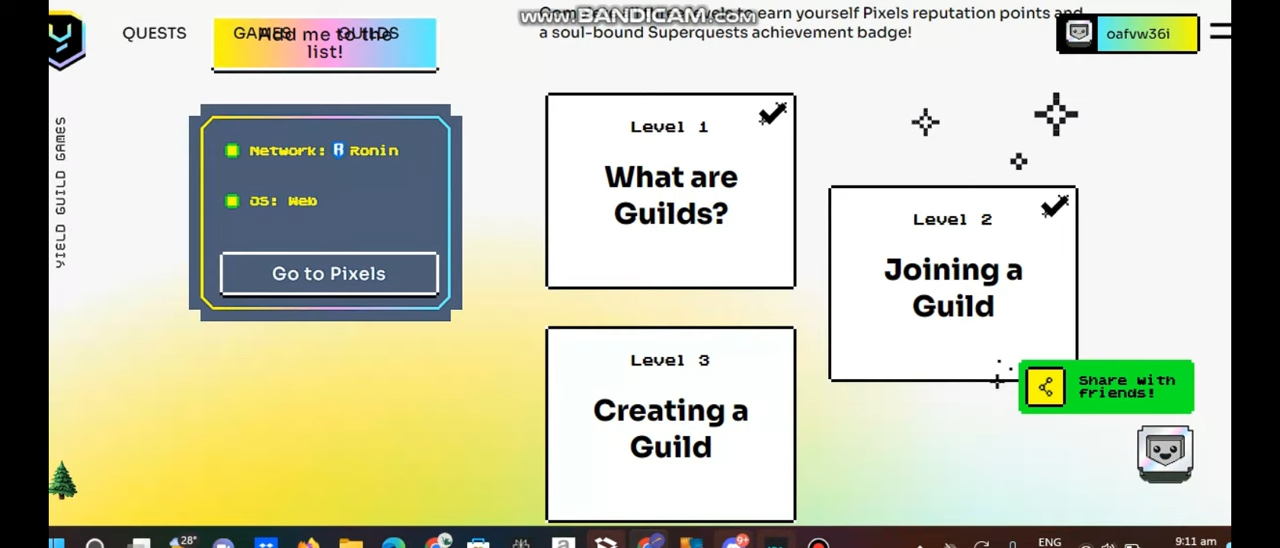 www.BANDICAM.com
to earn yourself Pixels reputation points and
a soul-bound Superquests achievement badge!
QUESTS
GAMES
GUILDS
Add me to the
list!
oafvw36i
YIELD GUILD GAMES
Network: Ronin
OS: Web
Go to Pixels
Level 1
What are
Guilds?
Level 2
Joining a
Guild
Level 3
Creating a
Guild
Share with
friends!
28°
ENG
9:11 am